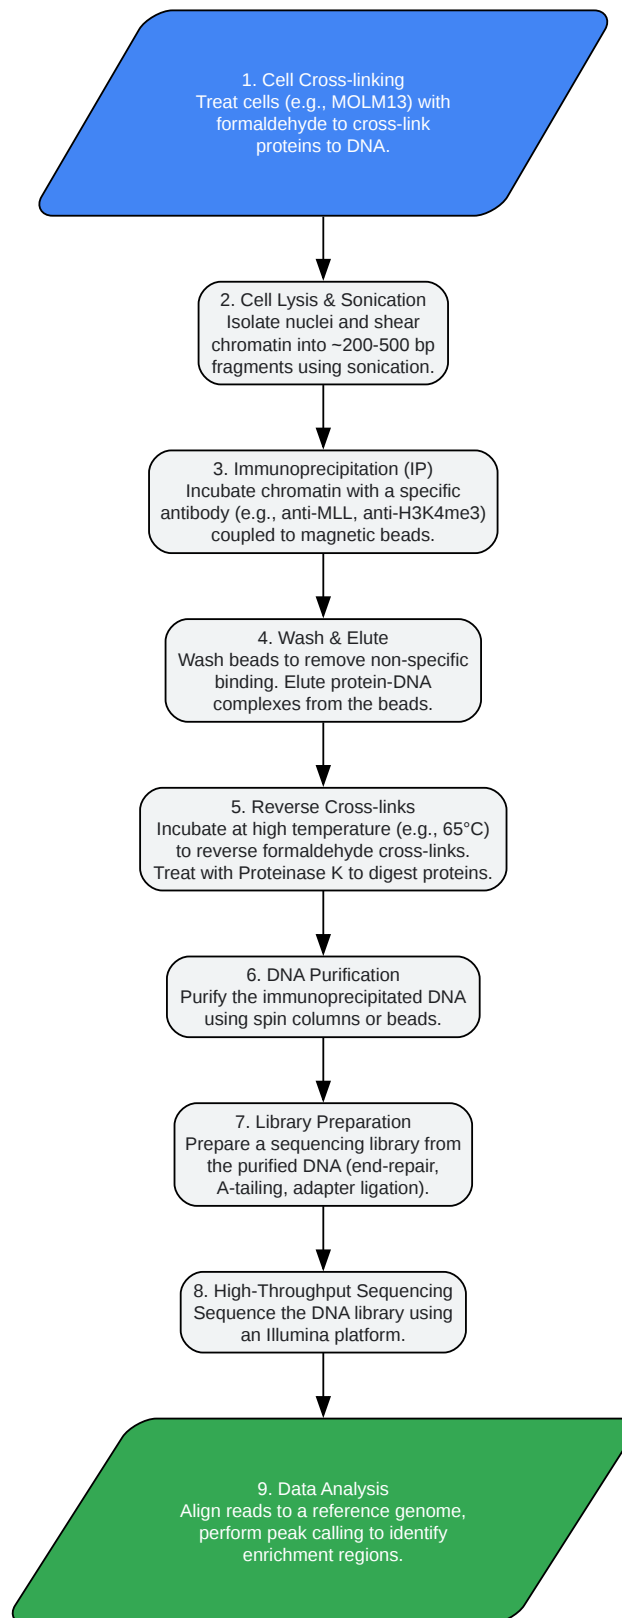 1. Cell Cross-linking
Treat cells (e.g., MOLM13) with
formaldehyde to cross-link
proteins to DNA.
2. Cell Lysis & Sonication
Isolate nuclei and shear
chromatin into ~200-500 bp
fragments using sonication.
3. Immunoprecipitation (IP)
Incubate chromatin with a specific
antibody (e.g., anti-MLL, anti-H3K4me3)
coupled to magnetic beads.
4. Wash & Elute
Wash beads to remove non-specific
binding. Elute protein-DNA
complexes from the beads.
5. Reverse Cross-links
Incubate at high temperature (e.g., 65°C)
to reverse formaldehyde cross-links.
Treat with Proteinase K to digest proteins.
6. DNA Purification
Purify the immunoprecipitated DNA
using spin columns or beads.
7. Library Preparation
Prepare a sequencing library from
the purified DNA (end-repair,
A-tailing, adapter ligation).
8. High-Throughput Sequencing
Sequence the DNA library using
an Illumina platform.
9. Data Analysis
Align reads to a reference genome,
perform peak calling to identify
enrichment regions.